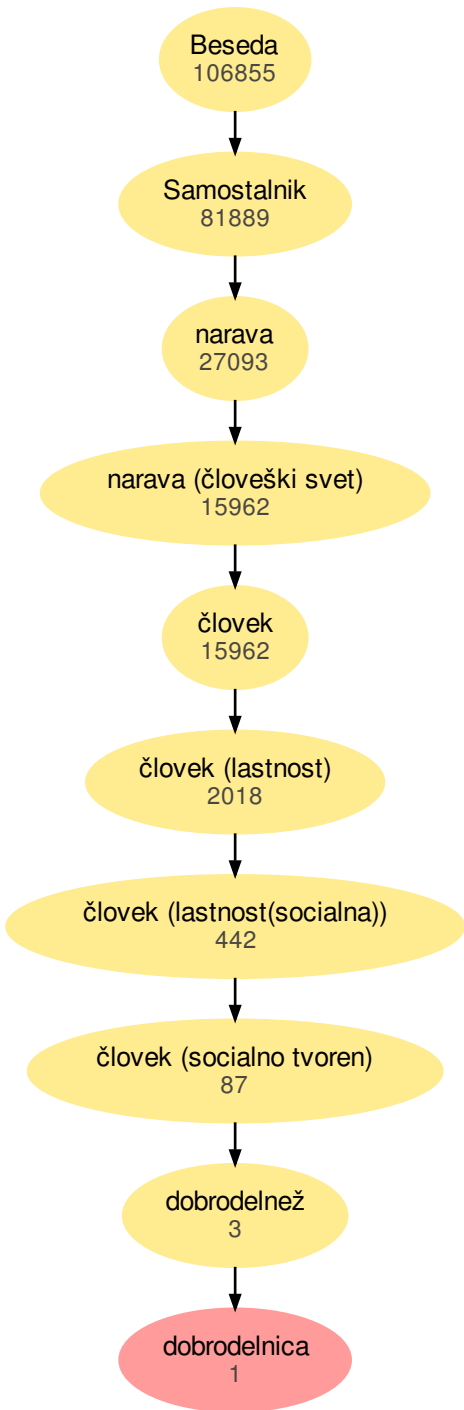 Beseda
106855
Samostalnik
81889
narava
27093
narava (človeški svet)
15962
človek
15962
človek (lastnost)
2018
človek (lastnost(socialna))
442
človek (socialno tvoren)
87
dobrodelnež
3
dobrodelnica
1